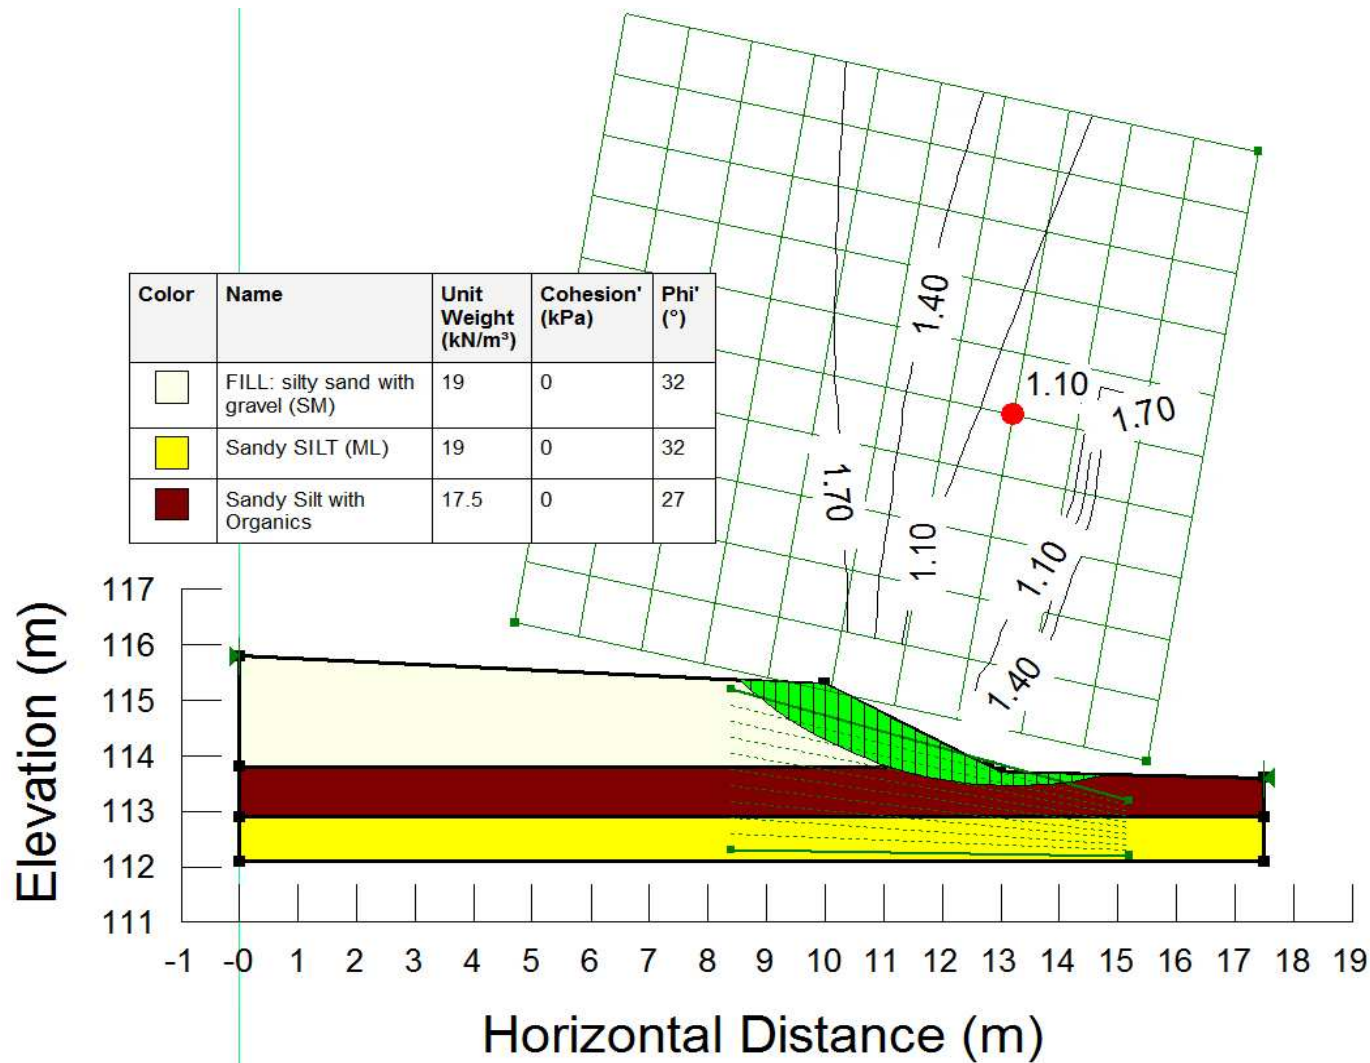 1.40
1.10
1.70
1.70
1.10
1.10
1.40
Color Name Unit Weight (kN/m³) Cohesion' (kPa) Phi' (°)
FILL: silty sand with gravel (SM) 19 0 32
Sandy SILT (ML) 19 0 32
Sandy Silt with Organics 17.5 0 27
117
116
115
114
113
112
111
Elevation (m)
-1 -0 1 2 3 4 5 6 7 8 9 10 11 12 13 14 15 16 17 18 19
Horizontal Distance (m)